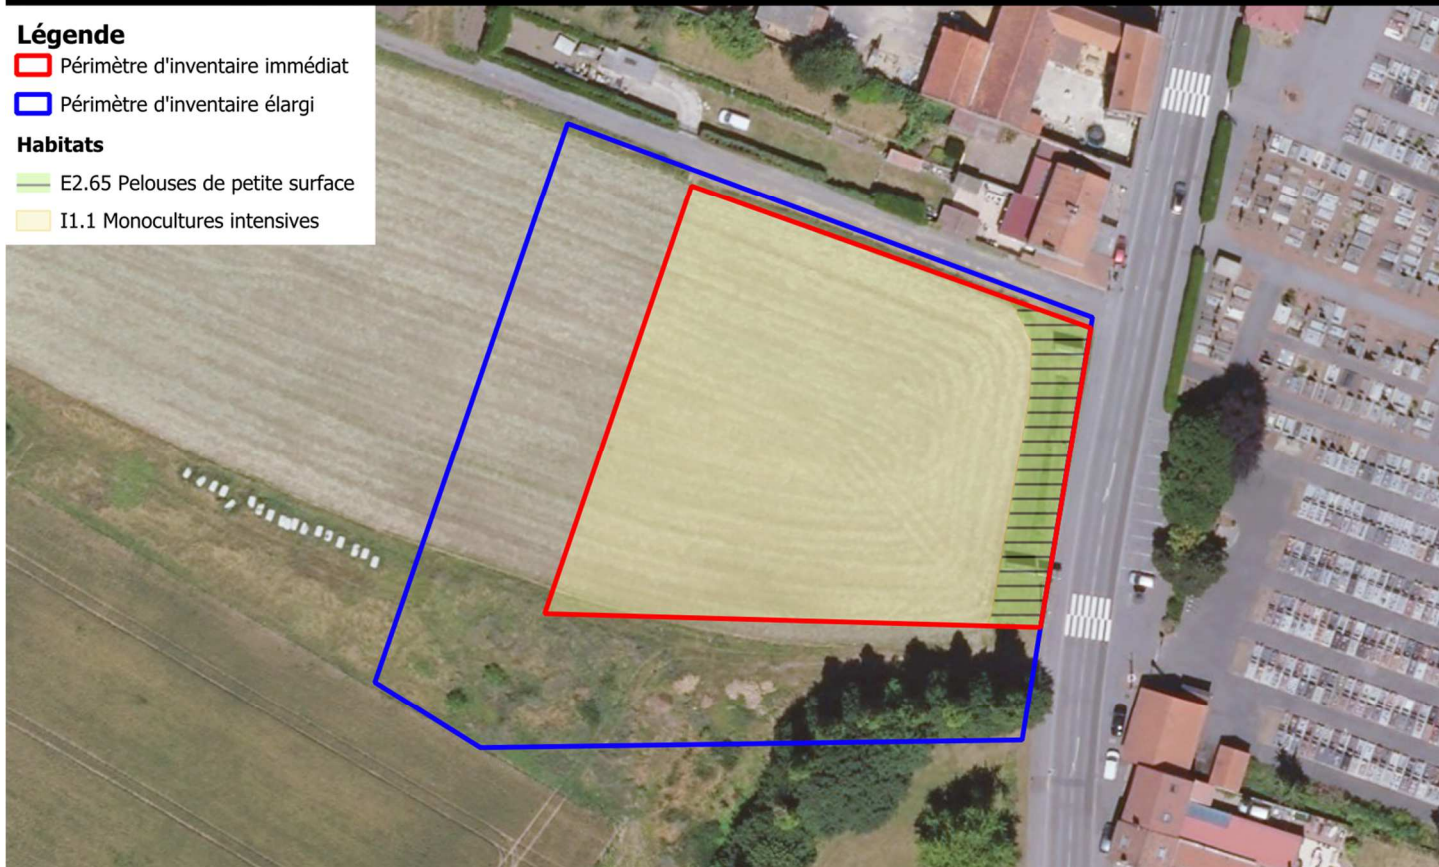 Légende
Périmètre d'inventaire immédiat
Périmètre d'inventaire élargi
Habitats
E2.65 Pelouses de petite surface
I1.1 Monocultures intensives